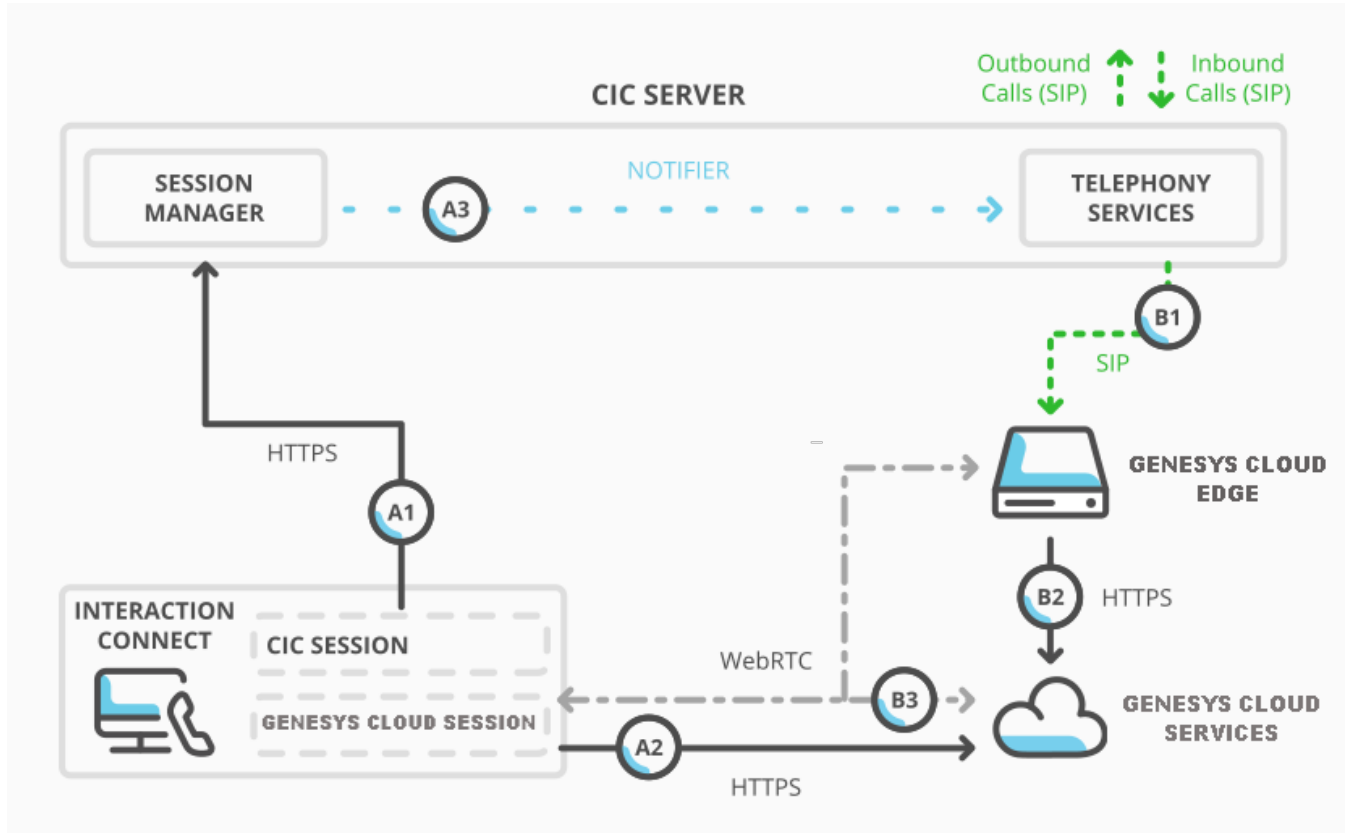 Outbound
Calls (SIP)
Inbound
Calls (SIP)
CIC SERVER
SESSION
MANAGER
A3
NOTIFIER
TELEPHONY
SERVICES
B1
SIP
HTTPS
A1
GENESYS CLOUD
EDGE
B2
HTTPS
INTERACTION
CONNECT
CIC SESSION
GENESYS CLOUD SESSION
WebRTC
B3
GENESYS CLOUD
SERVICES
A2
HTTPS